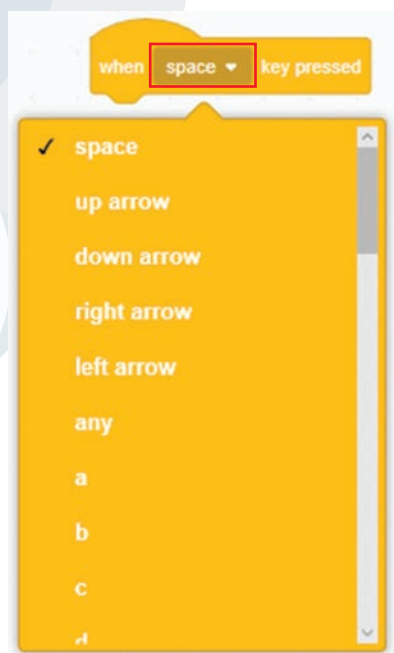 when space key pressed
space
up arrow
down arrow
right arrow
left arrow
any
a
b
c
d